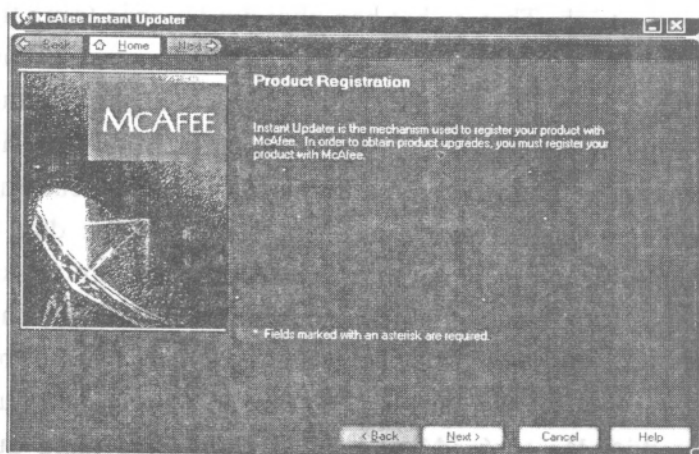 McAfee Instant Updater
Back Home Next
McAFEE
Product Registration
Instant Updater is the mechanism used to register your product with
McAfee. In order to obtain product upgrades, you must register your
product with McAfee.
* Fields marked with an asterisk are required.
< Back Next > Cancel Help